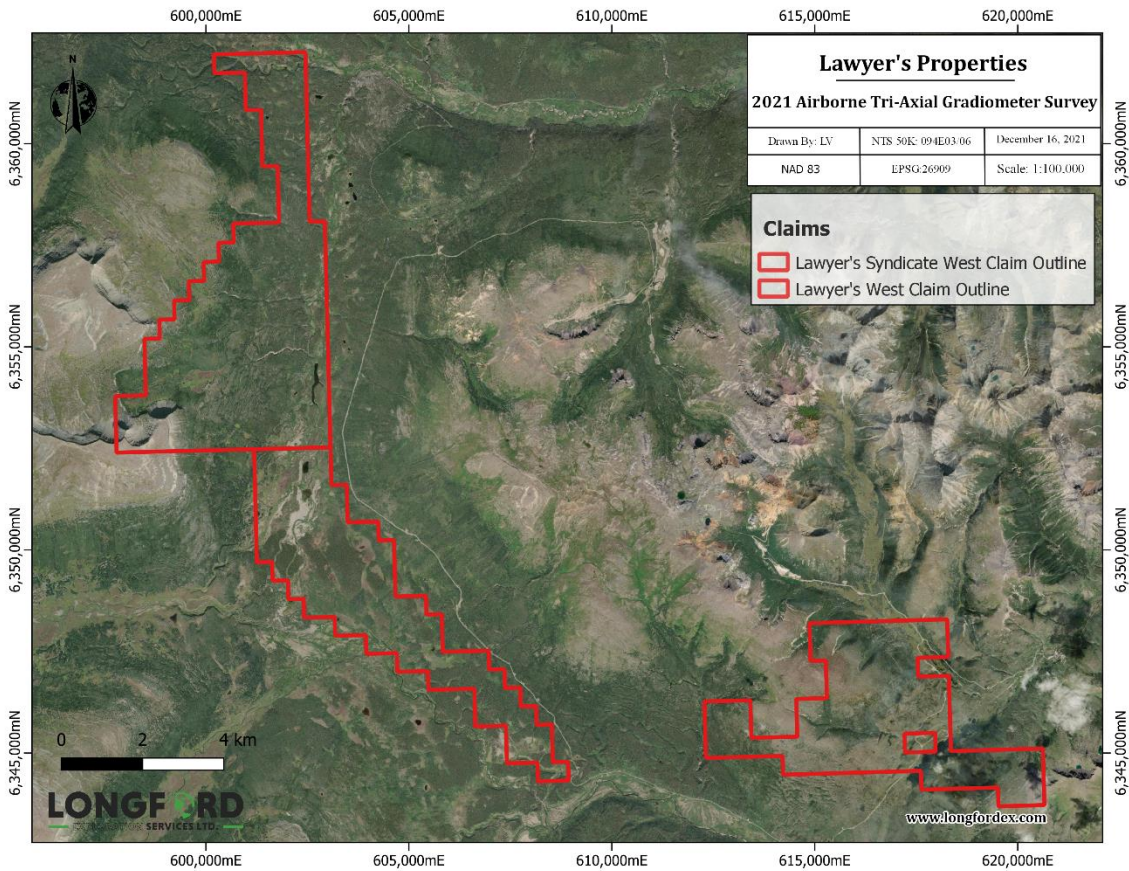 600,000mE
605,000mE
610,000mE
615,000mE
620,000mE
N
Lawyer's Properties
2021 Airborne Tri-Axial Gradiometer Survey
Drawn By: LV
NTS 50K: 094E03/06
December 16, 2021
NAD 83
EPSG:26909
Scale: 1:100,000
Claims
Lawyer's Syndicate West Claim Outline
Lawyer's West Claim Outline
6,360,000mN
6,355,000mN
6,350,000mN
6,345,000mN
6,360,000mN
6,355,000mN
6,350,000mN
6,345,000mN
0 2 4 km
LONGFORD
EXPLORATION SERVICES LTD.
www.longfordex.com
600,000mE
605,000mE
610,000mE
615,000mE
620,000mE